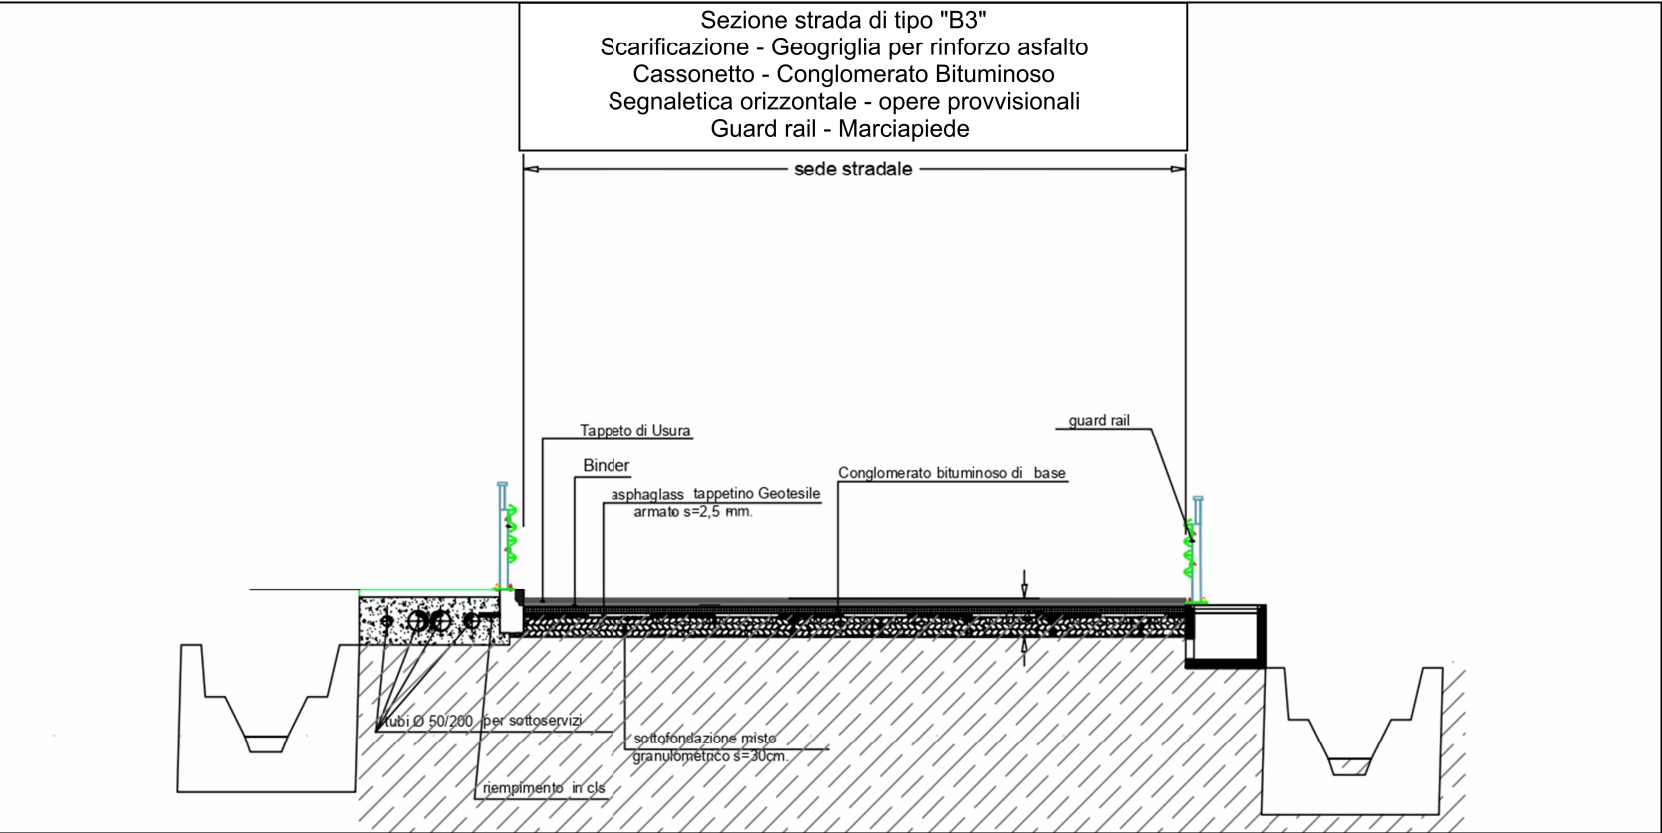 Sezione strada di tipo "B3"
Scarificazione - Geogriglia per rinforzo asfalto
Cassonetto - Conglomerato Bituminoso
Segnaletica orizzontale - opere provvisionali
Guard rail - Marciapiede
sede stradale
guard rail
Tappeto di Usura
Binder
Conglomerato bituminoso di base
asphaglass tappetino Geotesile
armato s=2,5 mm.
tubi Ø 50/200 per sottoservizi
sottofondazione misto
granulometrico s=30cm.
riempimento in cls